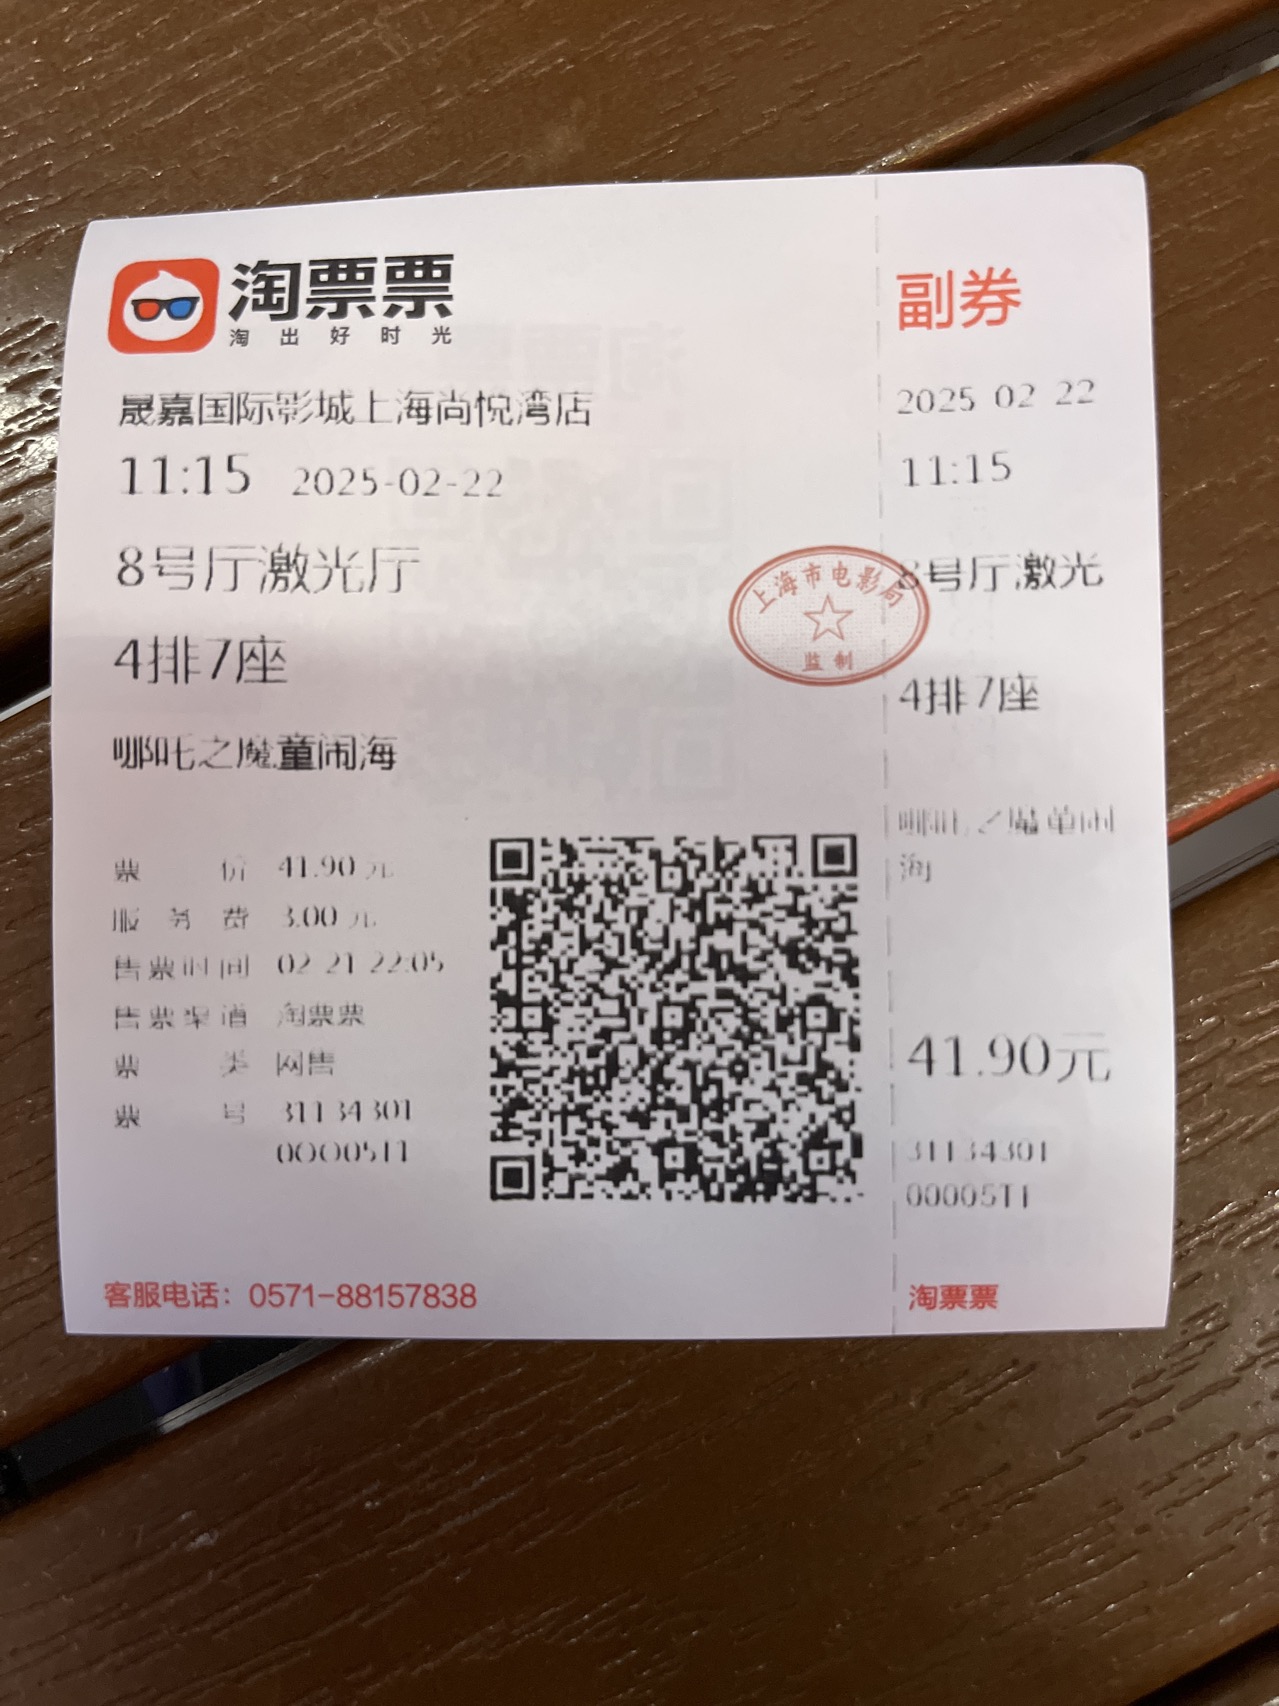 淘票票
淘出好时光
晟嘉国际影城上海尚悦湾店
11:15 2025-02-22
8号厅激光厅
4排7座
哪吒之魔童闹海
票价 41.90元
服务费 3.00元
售票时间 02-21 22:05
售票渠道 淘票票
票类 网售
票号 31134301
00000511
客服电话：0571-88157838
上海市电影局
监制
副券
2025 02 22
11:15
8号厅激光
4排7座
哪吒之魔童闹
海
41.90元
31134301
00000511
淘票票